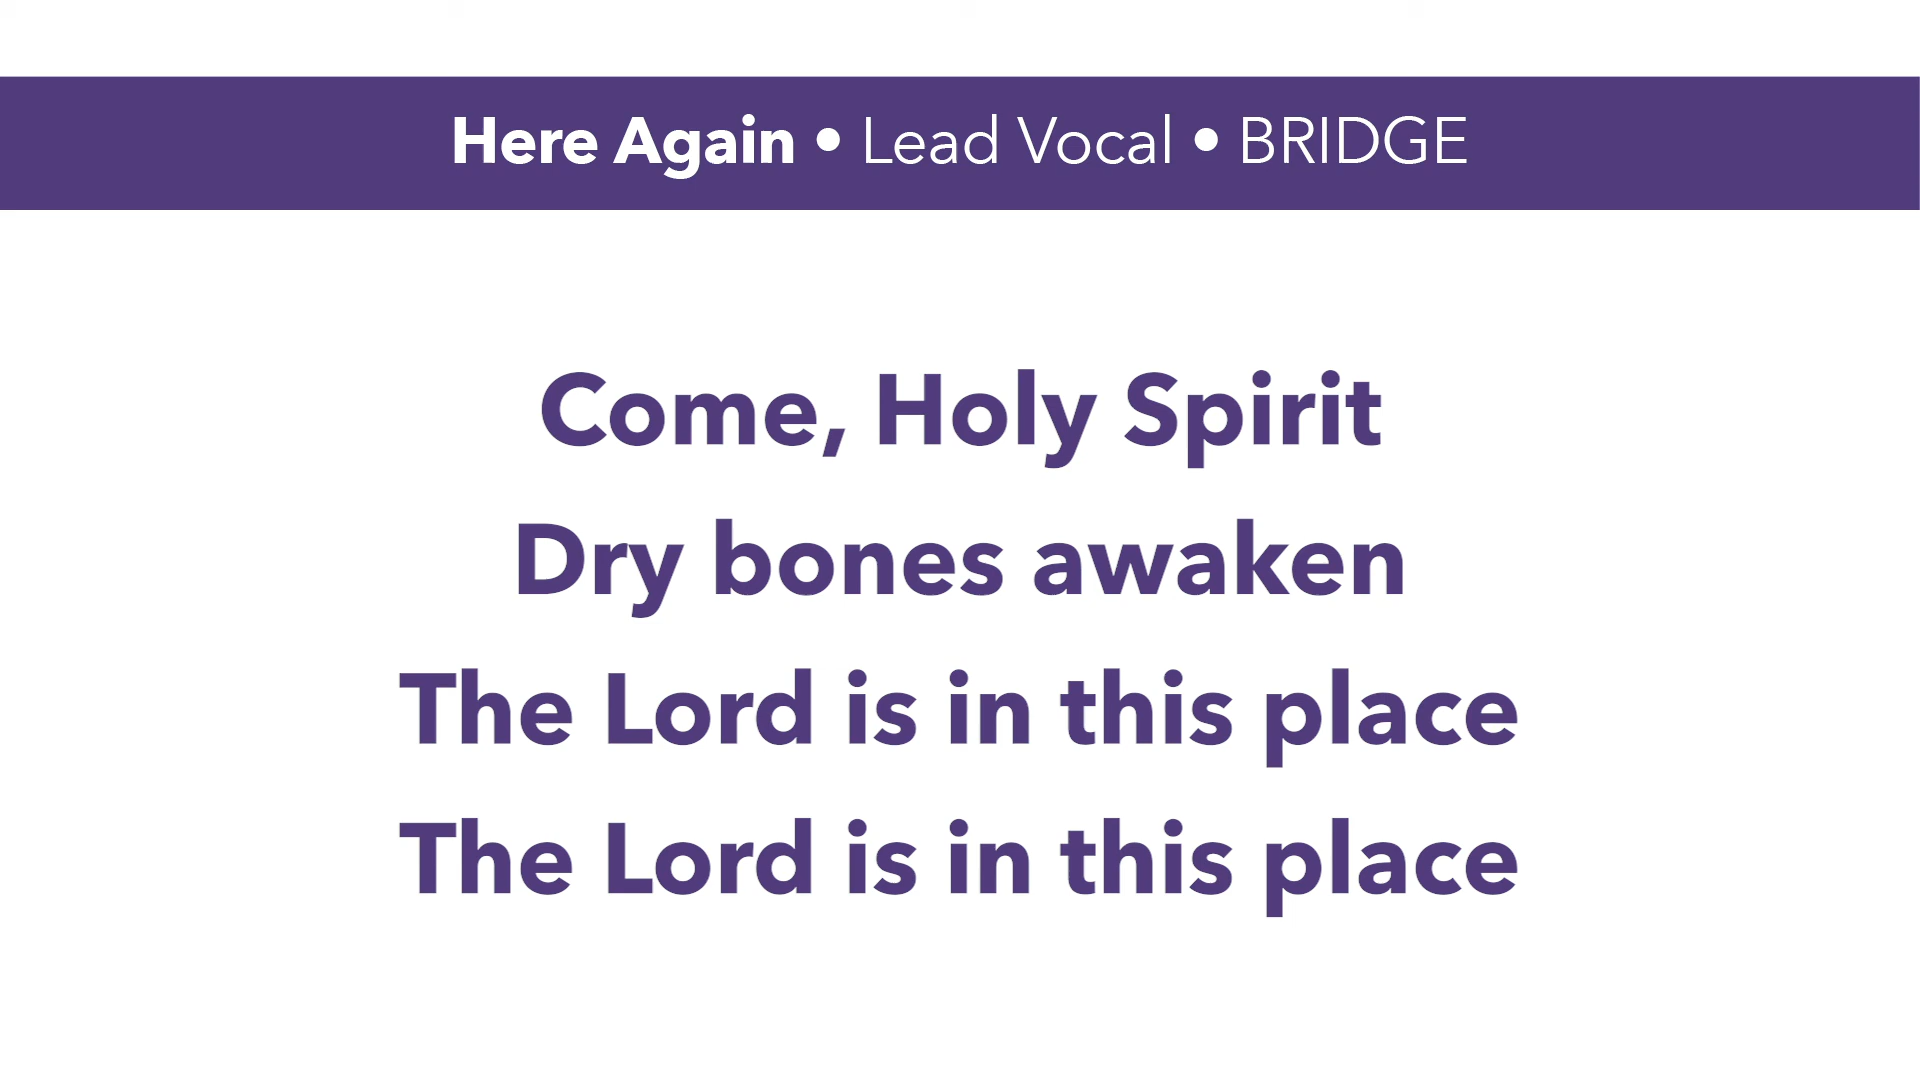 Here Again • Lead Vocal • BRIDGE
Come, Holy Spirit
Dry bones awaken
The Lord is in this place
The Lord is in this place